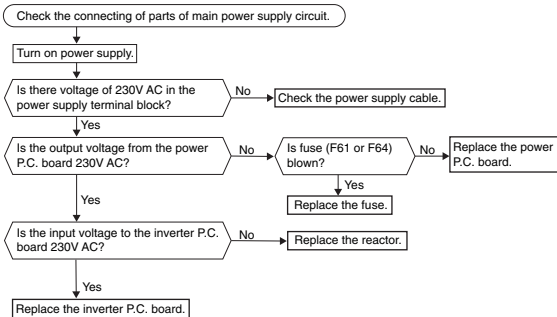 Check the connecting of parts of main power supply circuit.
Turn on power supply.
Is there voltage of 230V AC in the
power supply terminal block?
No
Check the power supply cable.
Yes
Is the output voltage from the power
P.C. board 230V AC?
No
Is fuse (F61 or F64)
blown?
No
Replace the power
P.C. board.
Yes
Replace the fuse.
Yes
Is the input voltage to the inverter P.C.
board 230V AC?
No
Replace the reactor.
Yes
Replace the inverter P.C. board.